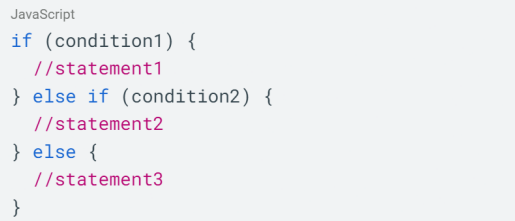 JavaScript
if (condition1) {
  //statement1
} else if (condition2) {
  //statement2
} else {
  //statement3
}